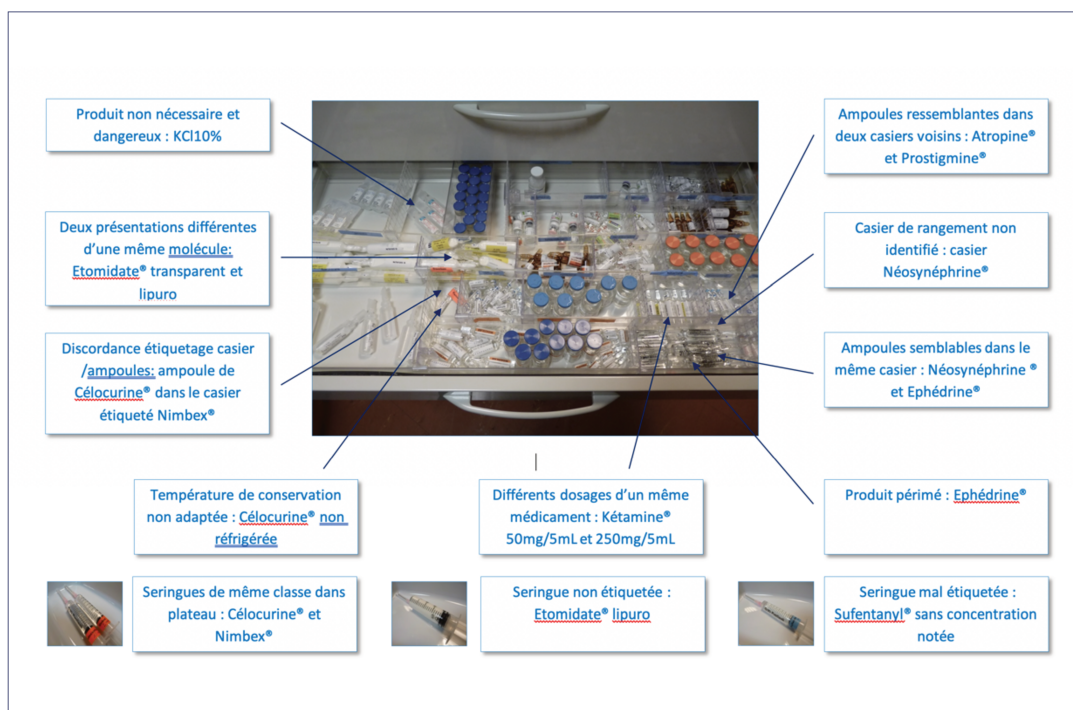 Produit non nécessaire et
dangereux : KCl10%
Ampoules ressemblantes dans
deux casiers voisins : Atropine®
et Prostigmine®
Deux présentations différentes
d’une même molécule:
Etomidate® transparent et
lipuro
Casier de rangement non
identifié : casier
Néosynéphrine®
Discordance étiquetage casier
/ampoules: ampoule de
Célocurine® dans le casier
étiqueté Nimbex®
Ampoules semblables dans le
même casier : Néosynéphrine ®
et Ephédrine®
Température de conservation
non adaptée : Célocurine® non
réfrigérée
Différents dosages d’un même
médicament : Kétamine®
50mg/5mL et 250mg/5mL
Produit périmé : Ephédrine®
Seringues de même classe dans
plateau : Célocurine® et
Nimbex®
Seringue non étiquetée :
Etomidate® lipuro
Seringue mal étiquetée :
Sufentanyl® sans concentration
notée